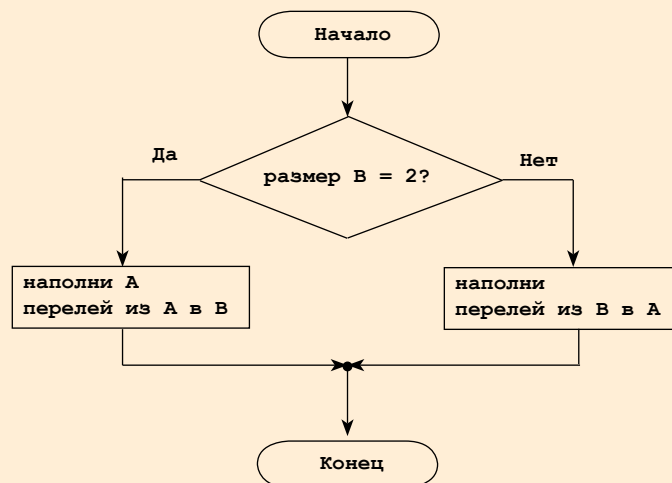 Начало
Да
размер В = 2?
Нет
наполни А
перелей из А в В
наполни
перелей из В в А
Конец